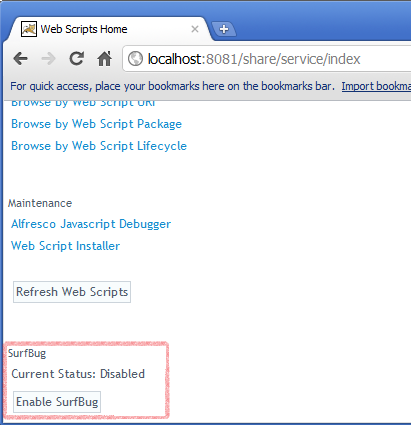 Web Scripts Home
localhost:8081/share/service/index
For quick access, place your bookmarks here on the bookmarks bar. Import bookma
Browse by Web Script URI
Browse by Web Script Package
Browse by Web Script Lifecycle
Maintenance
Alfresco Javascript Debugger
Web Script Installer
Refresh Web Scripts
SurfBug
Current Status: Disabled
Enable SurfBug